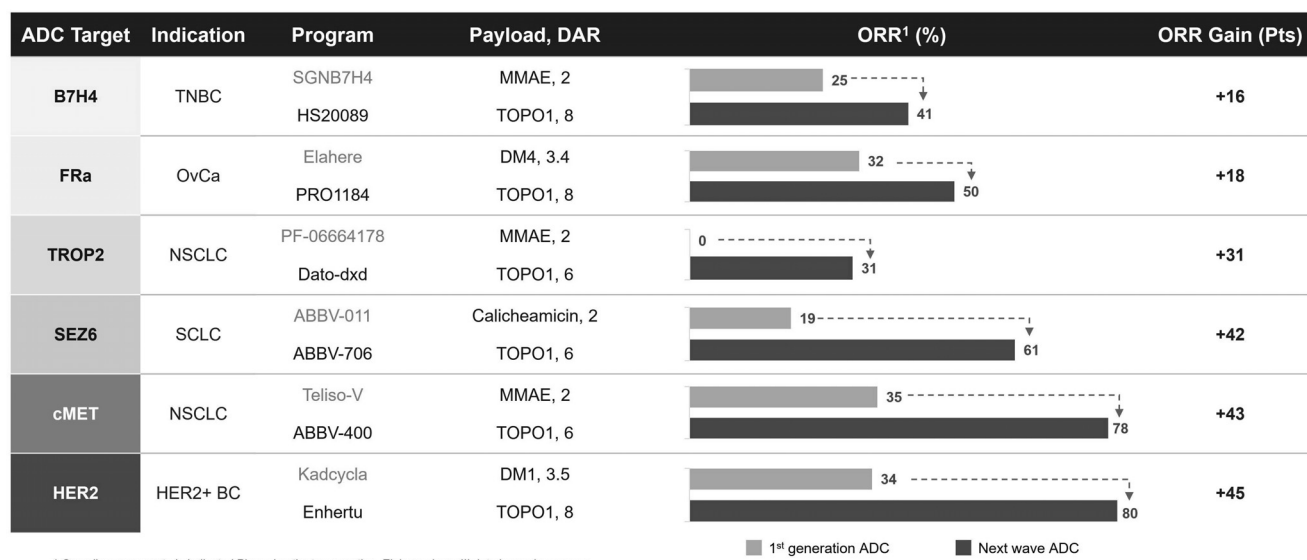 ADC Target Indication Program Payload, DAR ORR¹ (%) ORR Gain (Pts)
B7H4 TNBC SGNB7H4 MMAE, 2 25 +16
HS20089 TOPO1, 8 41
FRa OvCa Elahere DM4, 3.4 32 +18
PRO1184 TOPO1, 8 50
TROP2 NSCLC PF-06664178 MMAE, 2 0 +31
Dato-dxd TOPO1, 6 31
SEZ6 SCLC ABBV-011 Calicheamicin, 2 19 +42
ABBV-706 TOPO1, 6 61
cMET NSCLC Teliso-V MMAE, 2 35 +43
ABBV-400 TOPO1, 6 78
HER2 HER2+ BC Kadcycla DM1, 3.5 34 +45
Enhertu TOPO1, 8 80
1st generation ADC Next wave ADC